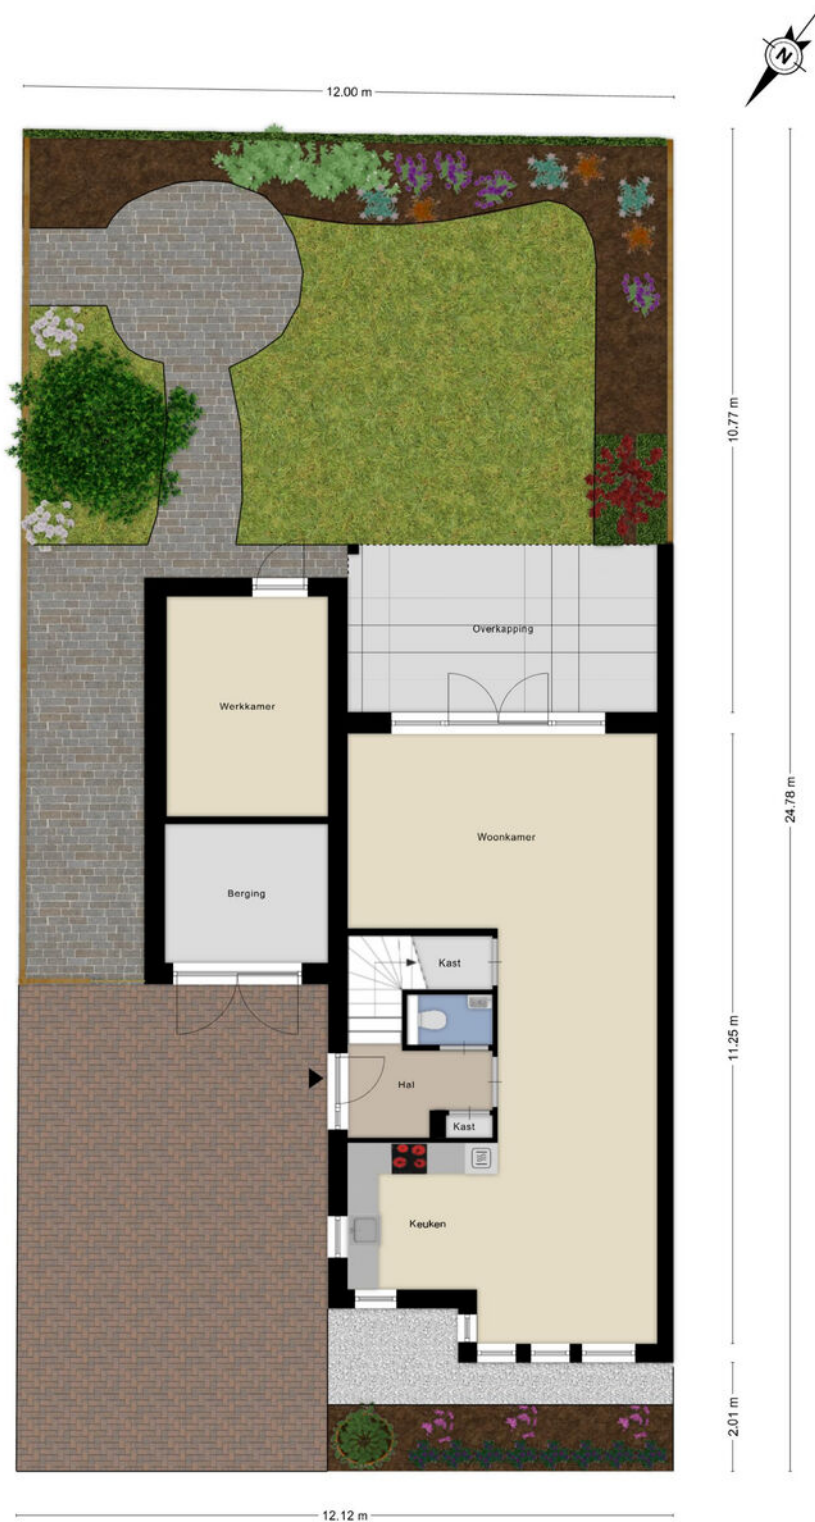 N
12.00 m
10.77 m
Overkapping
Werkkamer
24.78 m
Woonkamer
Berging
Kast
11.25 m
Hal
Kast
Keuken
2.01 m
12.12 m